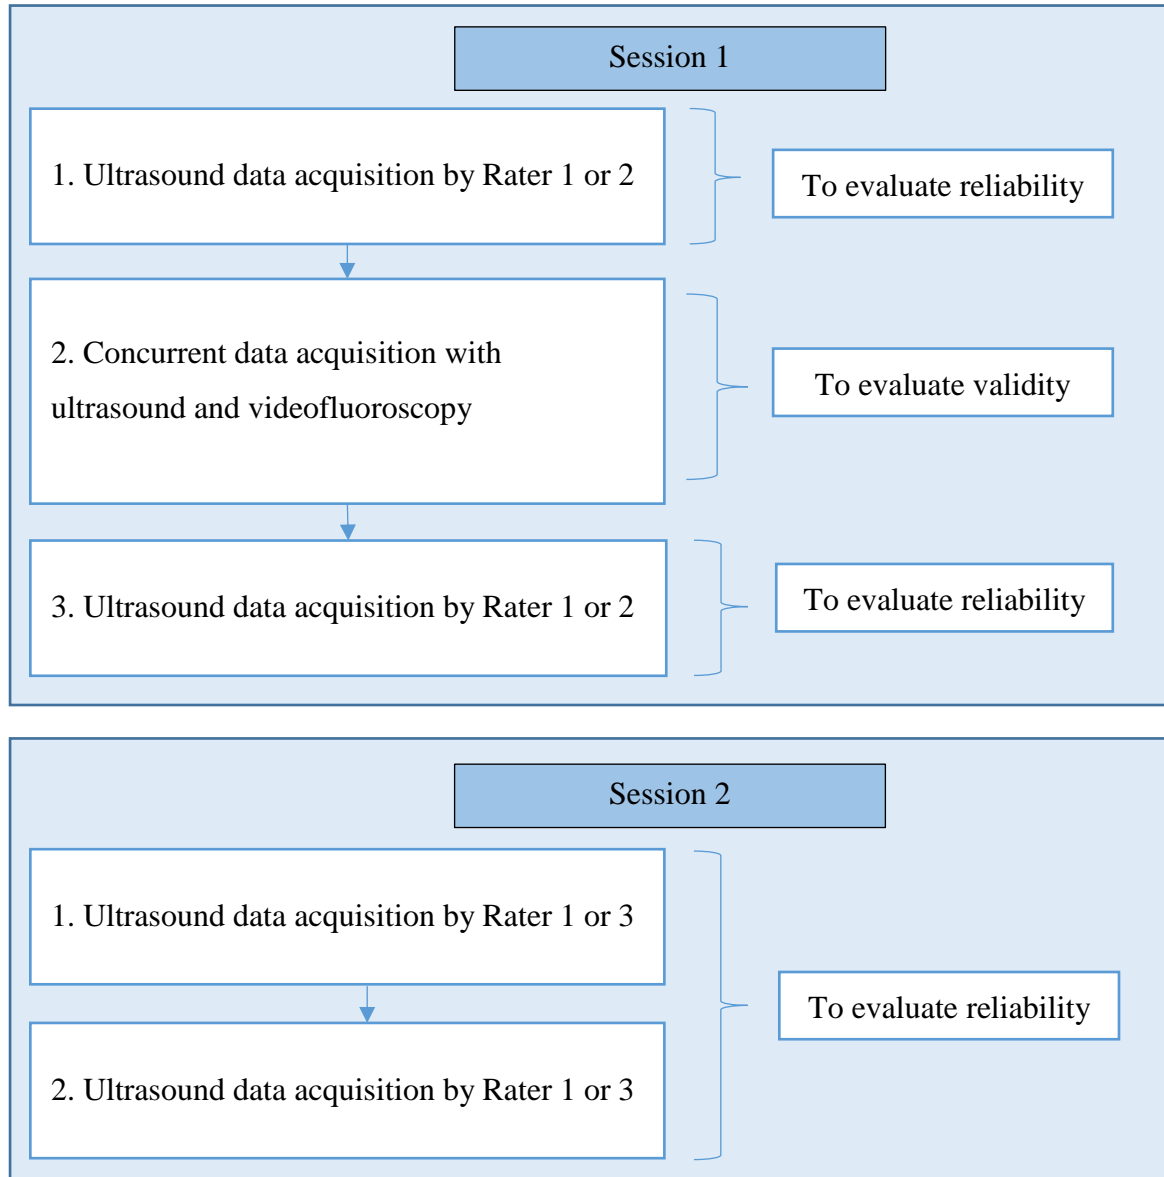 Session 1
1. Ultrasound data acquisition by Rater 1 or 2
To evaluate reliability
2. Concurrent data acquisition with
ultrasound and videofluoroscopy
To evaluate validity
3. Ultrasound data acquisition by Rater 1 or 2
To evaluate reliability
Session 2
1. Ultrasound data acquisition by Rater 1 or 3
To evaluate reliability
2. Ultrasound data acquisition by Rater 1 or 3